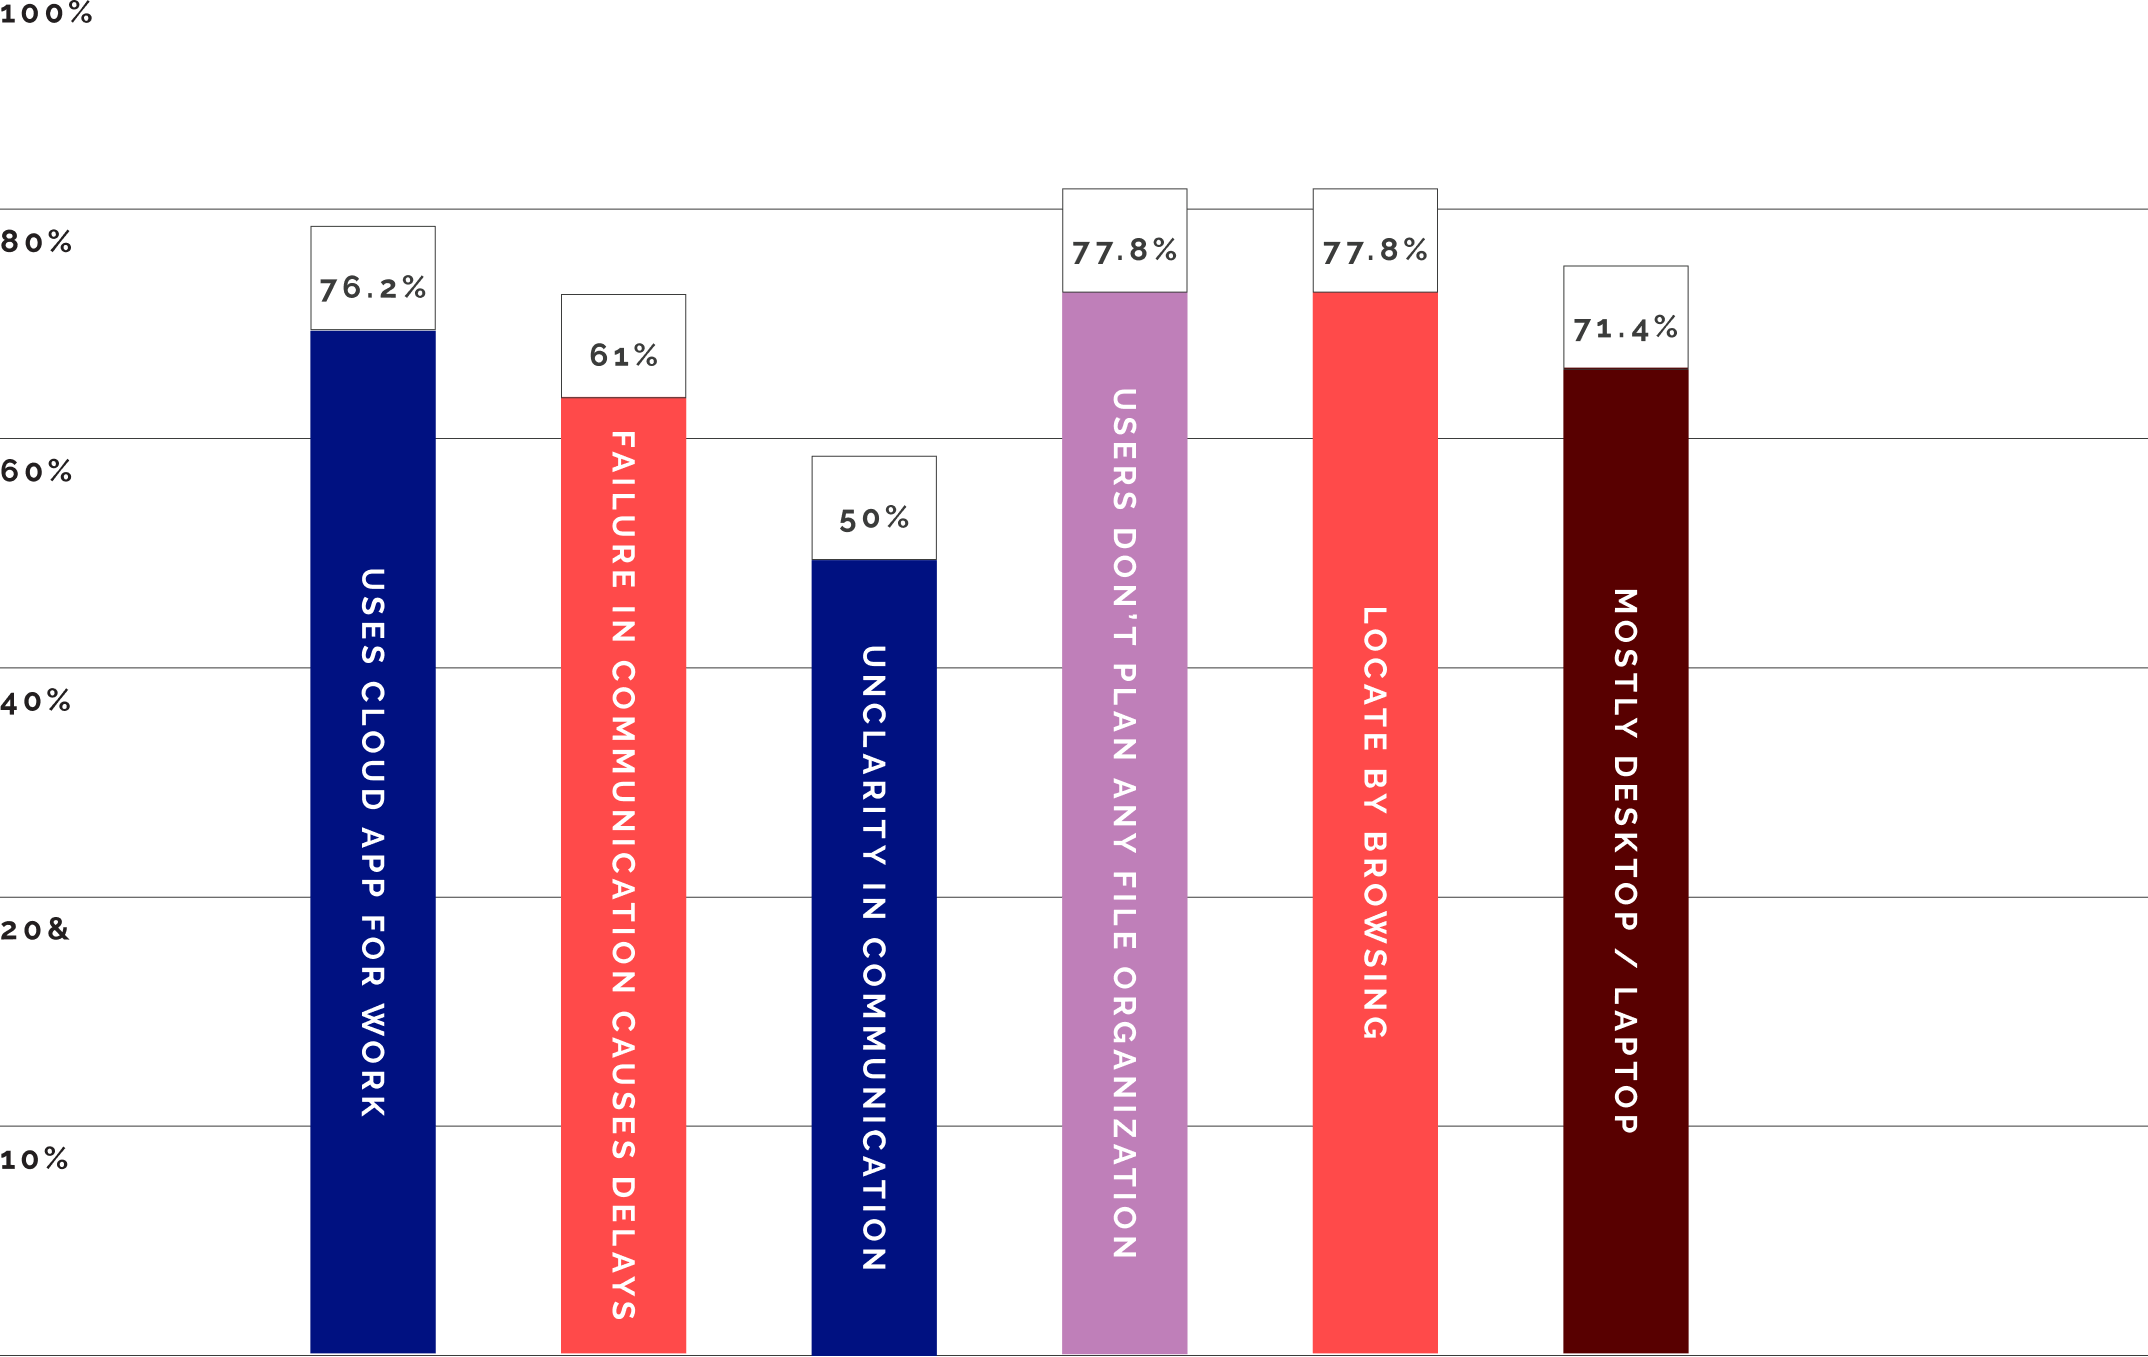 100%
80%
60%
40%
20&
10%
76.2%
USES CLOUD APP FOR WORK
61%
FAILURE IN COMMUNICATION CAUSES DELAYS
50%
UNCLARITY IN COMMUNICATION
77.8%
USERS DON'T PLAN ANY FILE ORGANIZATION
77.8%
LOCATE BY BROWSING
71.4%
MOSTLY DESKTOP / LAPTOP